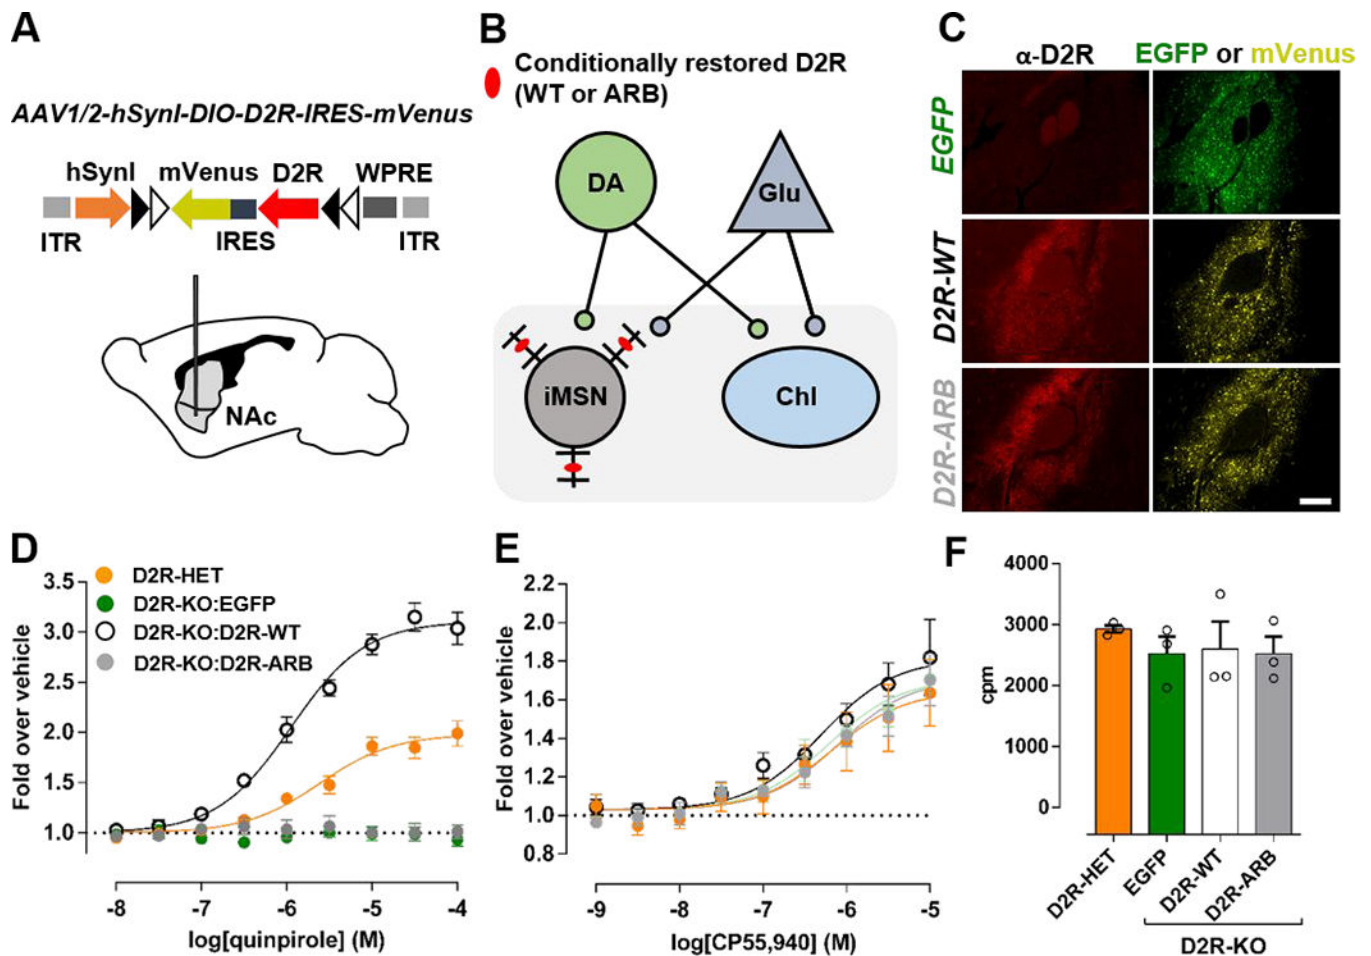 A
AAV1/2-hSynI-DIO-D2R-IRES-mVenus
hSynI mVenus D2R WPRE
ITR IRES ITR
NAc
B
Conditionally restored D2R
(WT or ARB)
DA
Glu
iMSN
ChI
C
α-D2R EGFP or mVenus
EGFP
D2R-WT
D2R-ARB
D
D2R-HET
D2R-KO:EGFP
D2R-KO:D2R-WT
D2R-KO:D2R-ARB
Fold over vehicle
3.5
3.0
2.5
2.0
1.5
1.0
-8 -7 -6 -5 -4
log[quinpirole] (M)
E
Fold over vehicle
2.2
2.0
1.8
1.6
1.4
1.2
1.0
0.8
-9 -8 -7 -6 -5
log[CP55,940] (M)
F
cpm
4000
3000
2000
1000
0
D2R-HET
EGFP
D2R-WT
D2R-ARB
D2R-KO